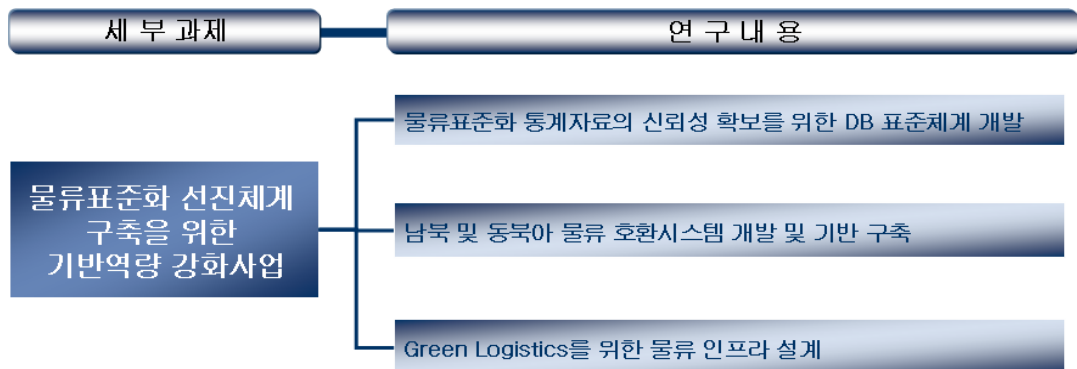 세 부 과제
연 구 내 용
물류표준화 선진체계
구축을 위한
기반역량 강화사업
물류표준화 통계자료의 신뢰성 확보를 위한 DB 표준체계 개발
남북 및 동북아 물류 호환시스템 개발 및 기반 구축
Green Logistics를 위한 물류 인프라 설계